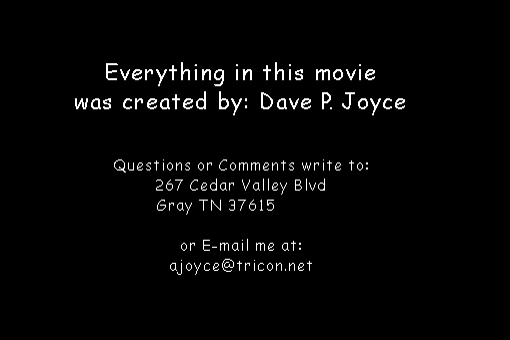 Everything in this movie
was created by: Dave P. Joyce
Questions or Comments write to:
267 Cedar Valley Blvd
Gray TN 37615
or E-mail me at:
ajoyce@tricon.net